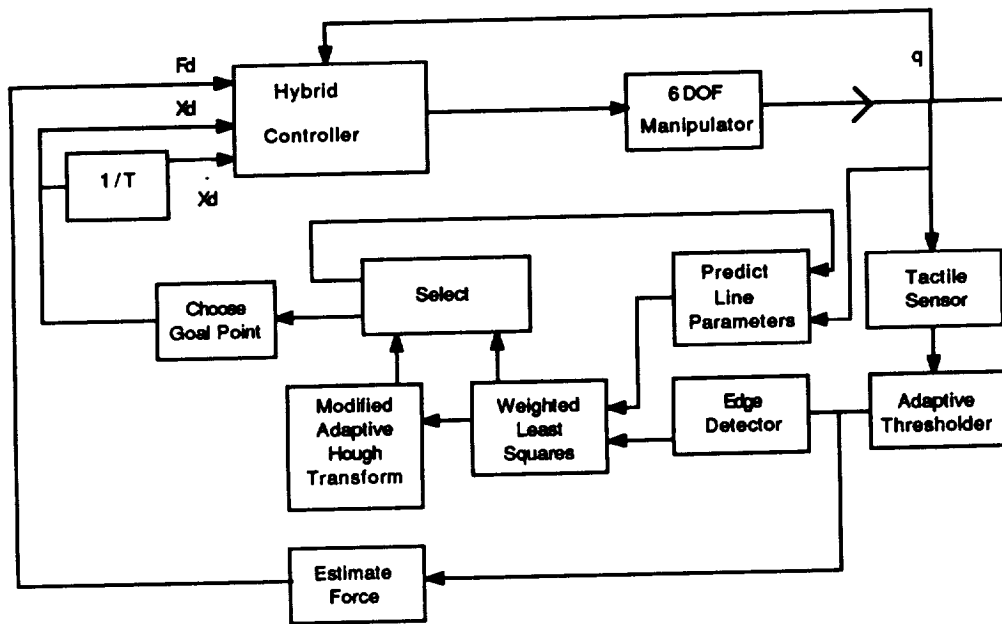 Fd
Xd
Ẋd
1/T
Hybrid
Controller
6 DOF
Manipulator
q
Choose
Goal Point
Select
Predict
Line
Parameters
Tactile
Sensor
Modified
Adaptive
Hough
Transform
Weighted
Least
Squares
Edge
Detector
Adaptive
Thresholder
Estimate
Force